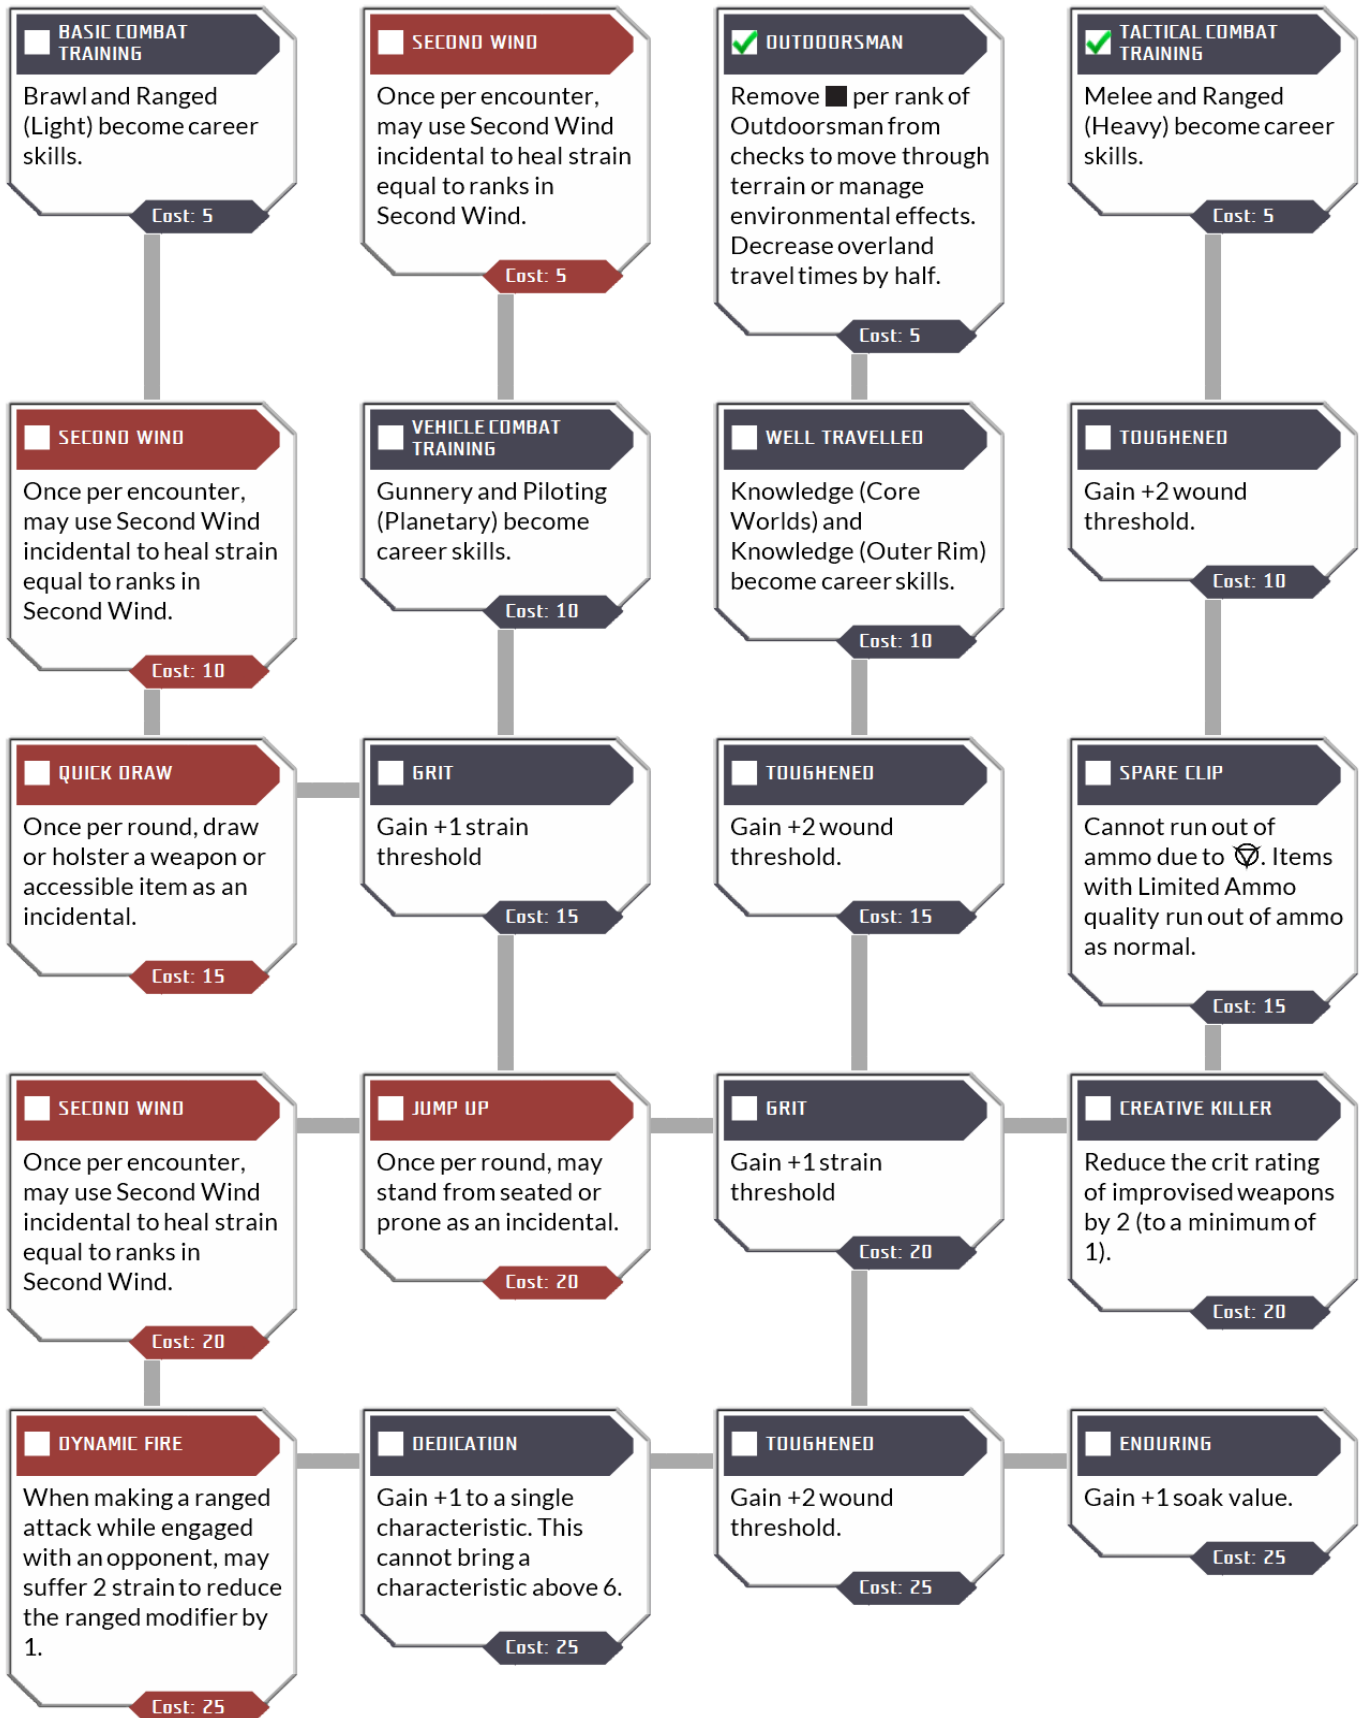 BASIC COMBAT
TRAINING
Brawl and Ranged
(Light) become career
skills.
Cost: 5
SECOND WIND
Once per encounter,
may use Second Wind
incidental to heal strain
equal to ranks in
Second Wind.
Cost: 5
OUTDOORSMAN
Remove per rank of
Outdoorsman from
checks to move through
terrain or manage
environmental effects.
Decrease overland
travel times by half.
Cost: 5
TACTICAL COMBAT
TRAINING
Melee and Ranged
(Heavy) become career
skills.
Cost: 5
SECOND WIND
Once per encounter,
may use Second Wind
incidental to heal strain
equal to ranks in
Second Wind.
Cost: 10
VEHICLE COMBAT
TRAINING
Gunnery and Piloting
(Planetary) become
career skills.
Cost: 10
WELL TRAVELLED
Knowledge (Core
Worlds) and
Knowledge (Outer Rim)
become career skills.
Cost: 10
TOUGHENED
Gain +2 wound
threshold.
Cost: 10
QUICK DRAW
Once per round, draw
or holster a weapon or
accessible item as an
incidental.
Cost: 15
GRIT
Gain +1 strain
threshold
Cost: 15
TOUGHENED
Gain +2 wound
threshold.
Cost: 15
SPARE CLIP
Cannot run out of
ammo due to . Items
with Limited Ammo
quality run out of ammo
as normal.
Cost: 15
SECOND WIND
Once per encounter,
may use Second Wind
incidental to heal strain
equal to ranks in
Second Wind.
Cost: 20
JUMP UP
Once per round, may
stand from seated or
prone as an incidental.
Cost: 20
GRIT
Gain +1 strain
threshold
Cost: 20
CREATIVE KILLER
Reduce the crit rating
of improvised weapons
by 2 (to a minimum of
1).
Cost: 20
DYNAMIC FIRE
When making a ranged
attack while engaged
with an opponent, may
suffer 2 strain to reduce
the ranged modifier by
1.
Cost: 25
DEDICATION
Gain +1 to a single
characteristic. This
cannot bring a
characteristic above 6.
Cost: 25
TOUGHENED
Gain +2 wound
threshold.
Cost: 25
ENDURING
Gain +1 soak value.
Cost: 25